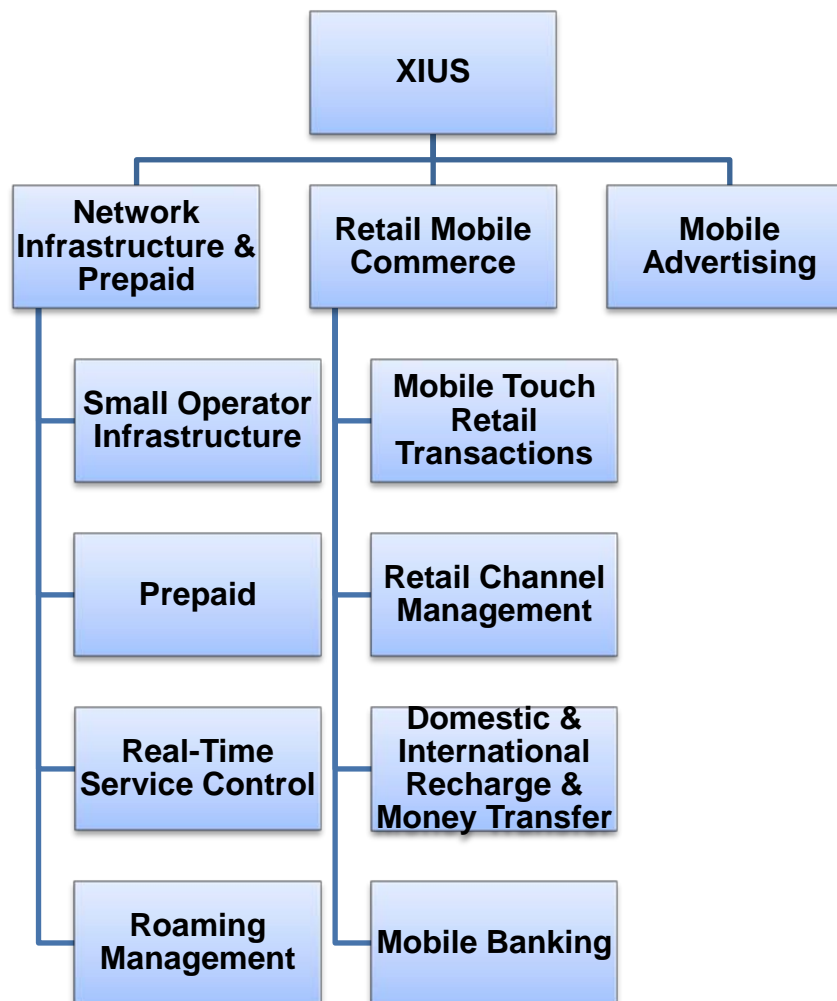 XIUS
Network
Infrastructure &
Prepaid
Retail Mobile
Commerce
Mobile
Advertising
Small Operator
Infrastructure
Prepaid
Real-Time
Service Control
Roaming
Management
Mobile Touch
Retail
Transactions
Retail Channel
Management
Domestic &
International
Recharge &
Money Transfer
Mobile Banking